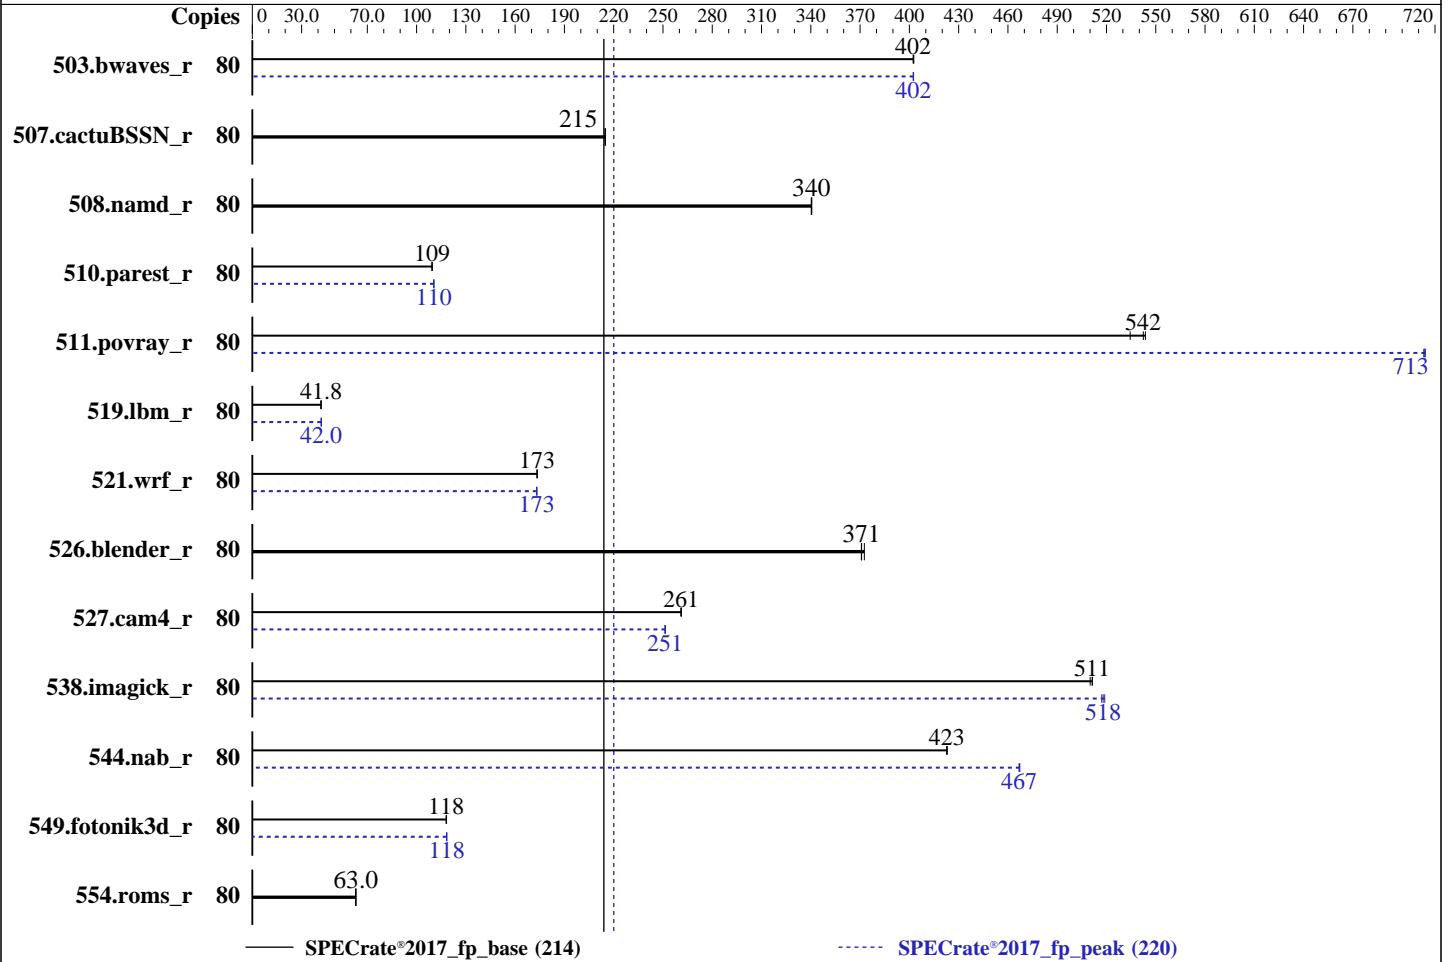 Copies 0 30.0 70.0 100 130 160 190 220 250 280 310 340 370 400 430 460 490 520 550 580 610 640 670 720
503.bwaves_r 80 402
402
507.cactuBSSN_r 80 215
508.namd_r 80 340
510.parest_r 80 109
110
511.povray_r 80 542
713
519.lbm_r 80 41.8
42.0
521.wrf_r 80 173
173
526.blender_r 80 371
527.cam4_r 80 261
251
538.imagick_r 80 511
518
544.nab_r 80 423
467
549.fotonik3d_r 80 118
118
554.roms_r 80 63.0
SPECrate®2017_fp_base (214) SPECrate®2017_fp_peak (220)